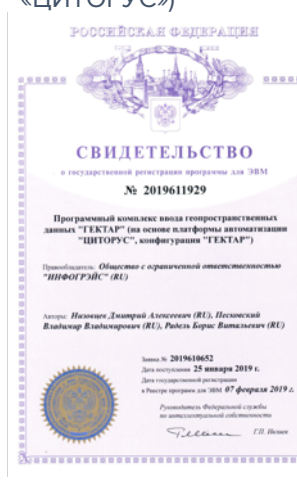 «ЦИТОРУС»)
РОССИЙСКАЯ ФЕДЕРАЦИЯ
СВИДЕТЕЛЬСТВО
о государственной регистрации программы для ЭВМ
№ 2019611929
Программный комплекс ввода геопространственных
данных "ГЕКТАР" (на основе платформы автоматизации
"ЦИТОРУС", конфигурация "ГЕКТАР")
Правообладатель: Общество с ограниченной ответственностью
"ИНФОГРЭЙС" (RU)
Авторы: Низовцев Дмитрий Алексеевич (RU), Песковский
Владимир Владимирович (RU), Радель Борис Витальевич (RU)
Заявка № 2019610652
Дата поступления 25 января 2019 г.
Дата государственной регистрации
в Реестре программ для ЭВМ 07 февраля 2019 г.
Руководитель Федеральной службы
по интеллектуальной собственности
Г.П. Ивлиев